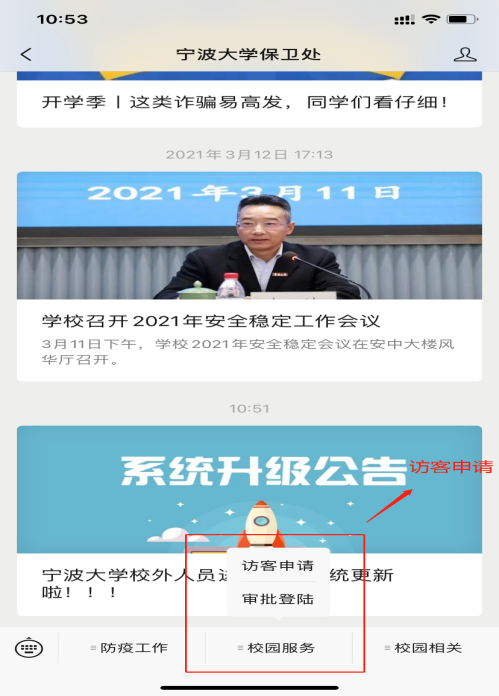 10:53
宁波大学保卫处
开学季丨这类诈骗易高发，同学们看仔细！
2021年3月12日 17:13
2021年3月11日
学校召开2021年安全稳定工作会议
3月11日下午，学校2021年安全稳定会议在安中大楼风
华厅召开。
10:51
系统升级公告
访客申请
宁波大学校外人员 统更新
啦！！！
访客申请
审批登陆
防疫工作
校园服务
校园相关